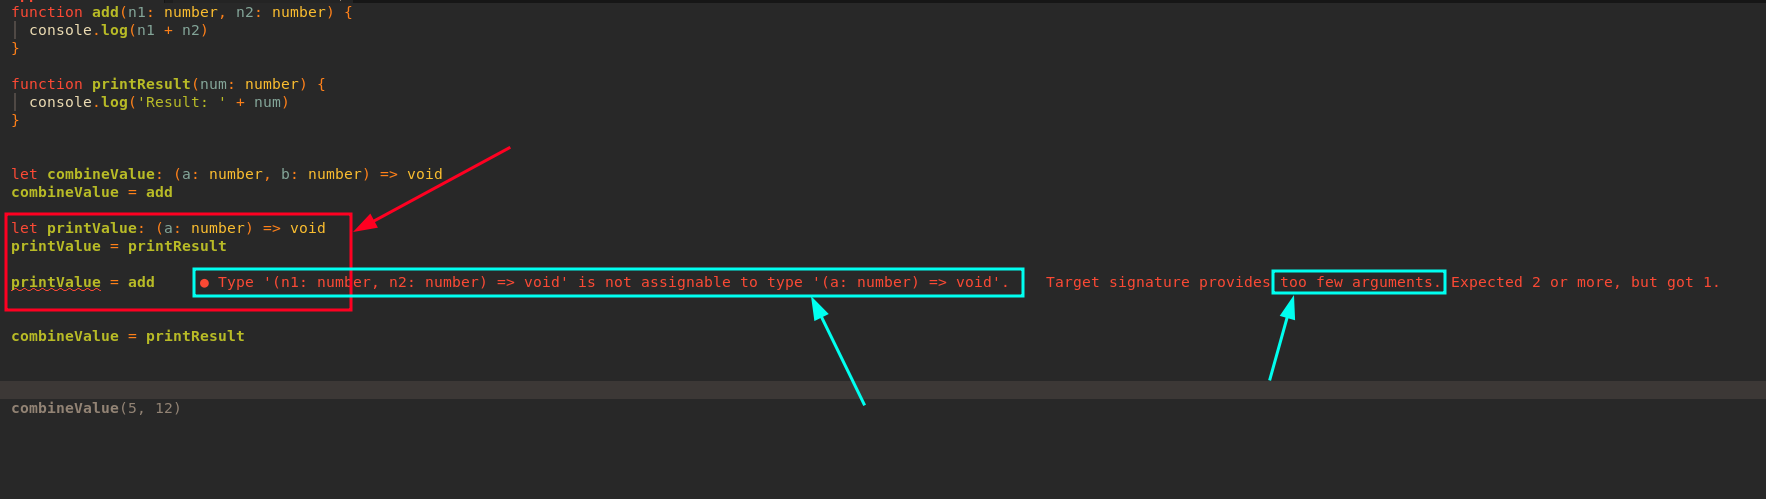 function add(n1: number, n2: number) {
console.log(n1 + n2)
}
function printResult(num: number) {
console.log('Result: ' + num)
}
let combineValue: (a: number, b: number) => void
combineValue = add
let printValue: (a: number) => void
printValue = printResult
printValue = add ● Type '(n1: number, n2: number) => void' is not assignable to type '(a: number) => void'. Target signature provides too few arguments. Expected 2 or more, but got 1.
combineValue = printResult
combineValue(5, 12)